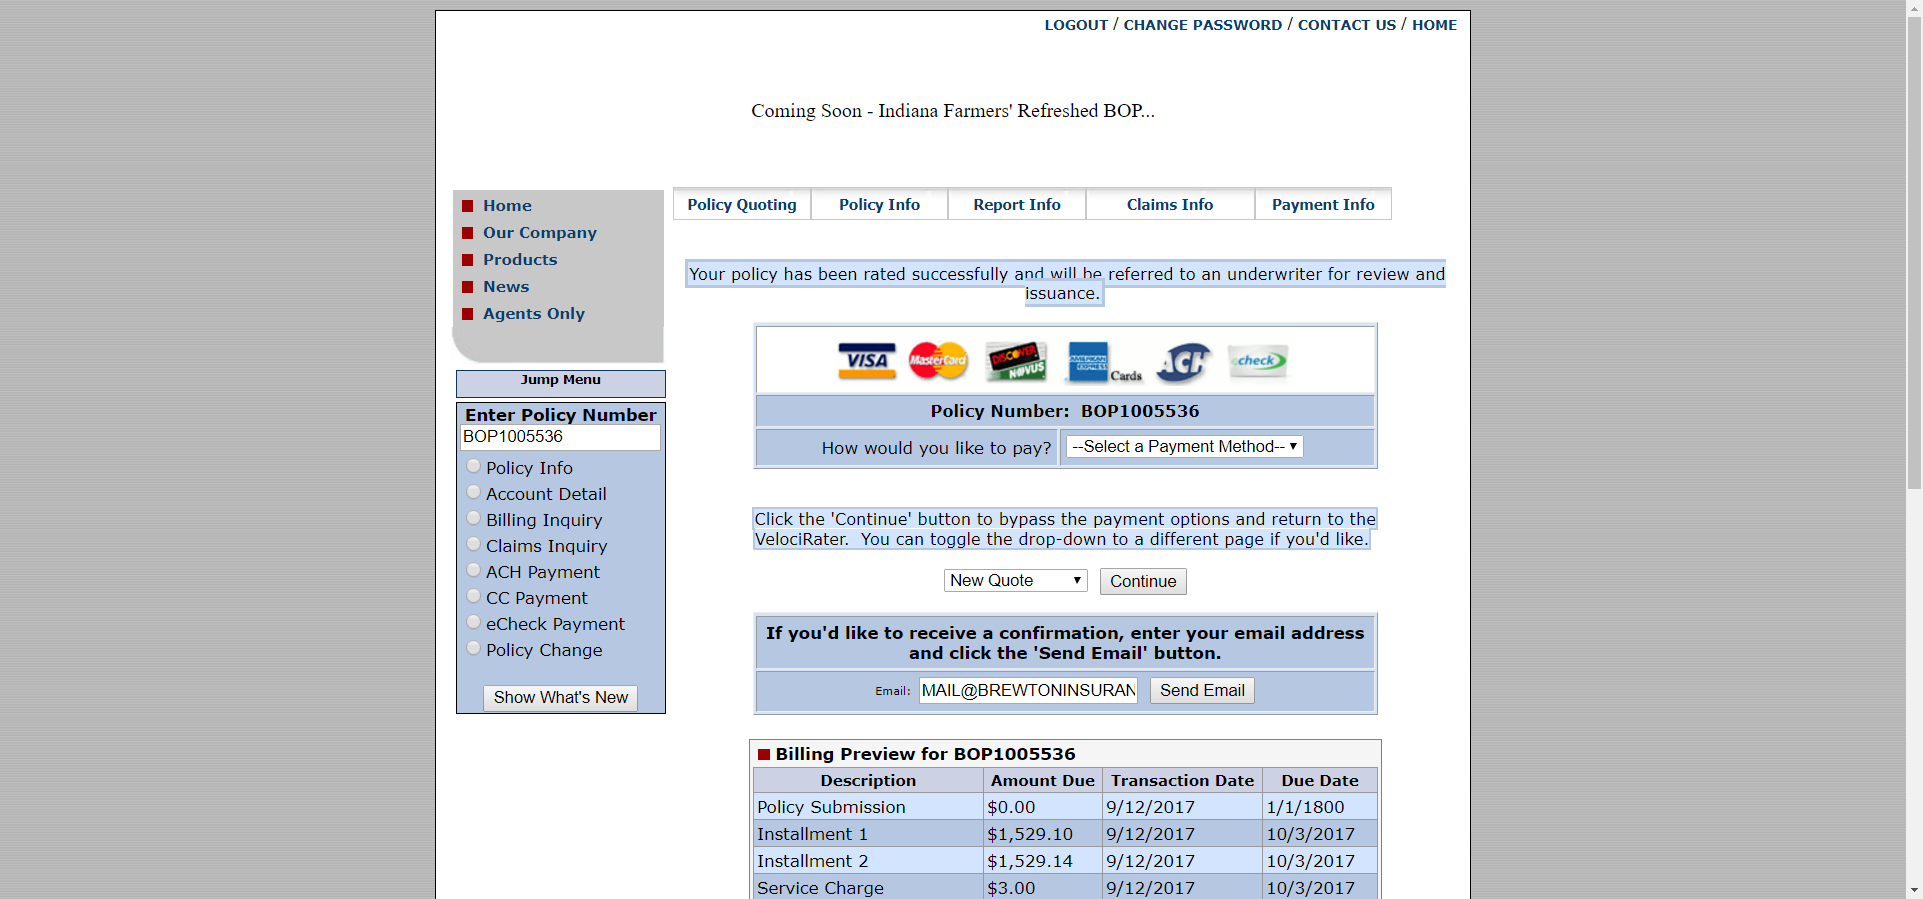 LOGOUT / CHANGE PASSWORD / CONTACT US / HOME
Coming Soon - Indiana Farmers' Refreshed BOP...
Home
Our Company
Products
News
Agents Only
Policy Quoting Policy Info Report Info Claims Info Payment Info
Jump Menu
Enter Policy Number
BOP1005536
Policy Info
Account Detail
Billing Inquiry
Claims Inquiry
ACH Payment
CC Payment
eCheck Payment
Policy Change
Show What's New
Your policy has been rated successfully and will be referred to an underwriter for review and
issuance.
VISA MasterCard DISCOVER NOVUS AMERICAN EXPRESS Cards ACH echeck
Policy Number: BOP1005536
How would you like to pay? --Select a Payment Method--
Click the 'Continue' button to bypass the payment options and return to the
VelociRater. You can toggle the drop-down to a different page if you'd like.
New Quote Continue
If you'd like to receive a confirmation, enter your email address
and click the 'Send Email' button.
Email: MAIL@BREWTONINSURAN Send Email
Billing Preview for BOP1005536
Description Amount Due Transaction Date Due Date
Policy Submission $0.00 9/12/2017 1/1/1800
Installment 1 $1,529.10 9/12/2017 10/3/2017
Installment 2 $1,529.14 9/12/2017 10/3/2017
Service Charge $3.00 9/12/2017 10/3/2017